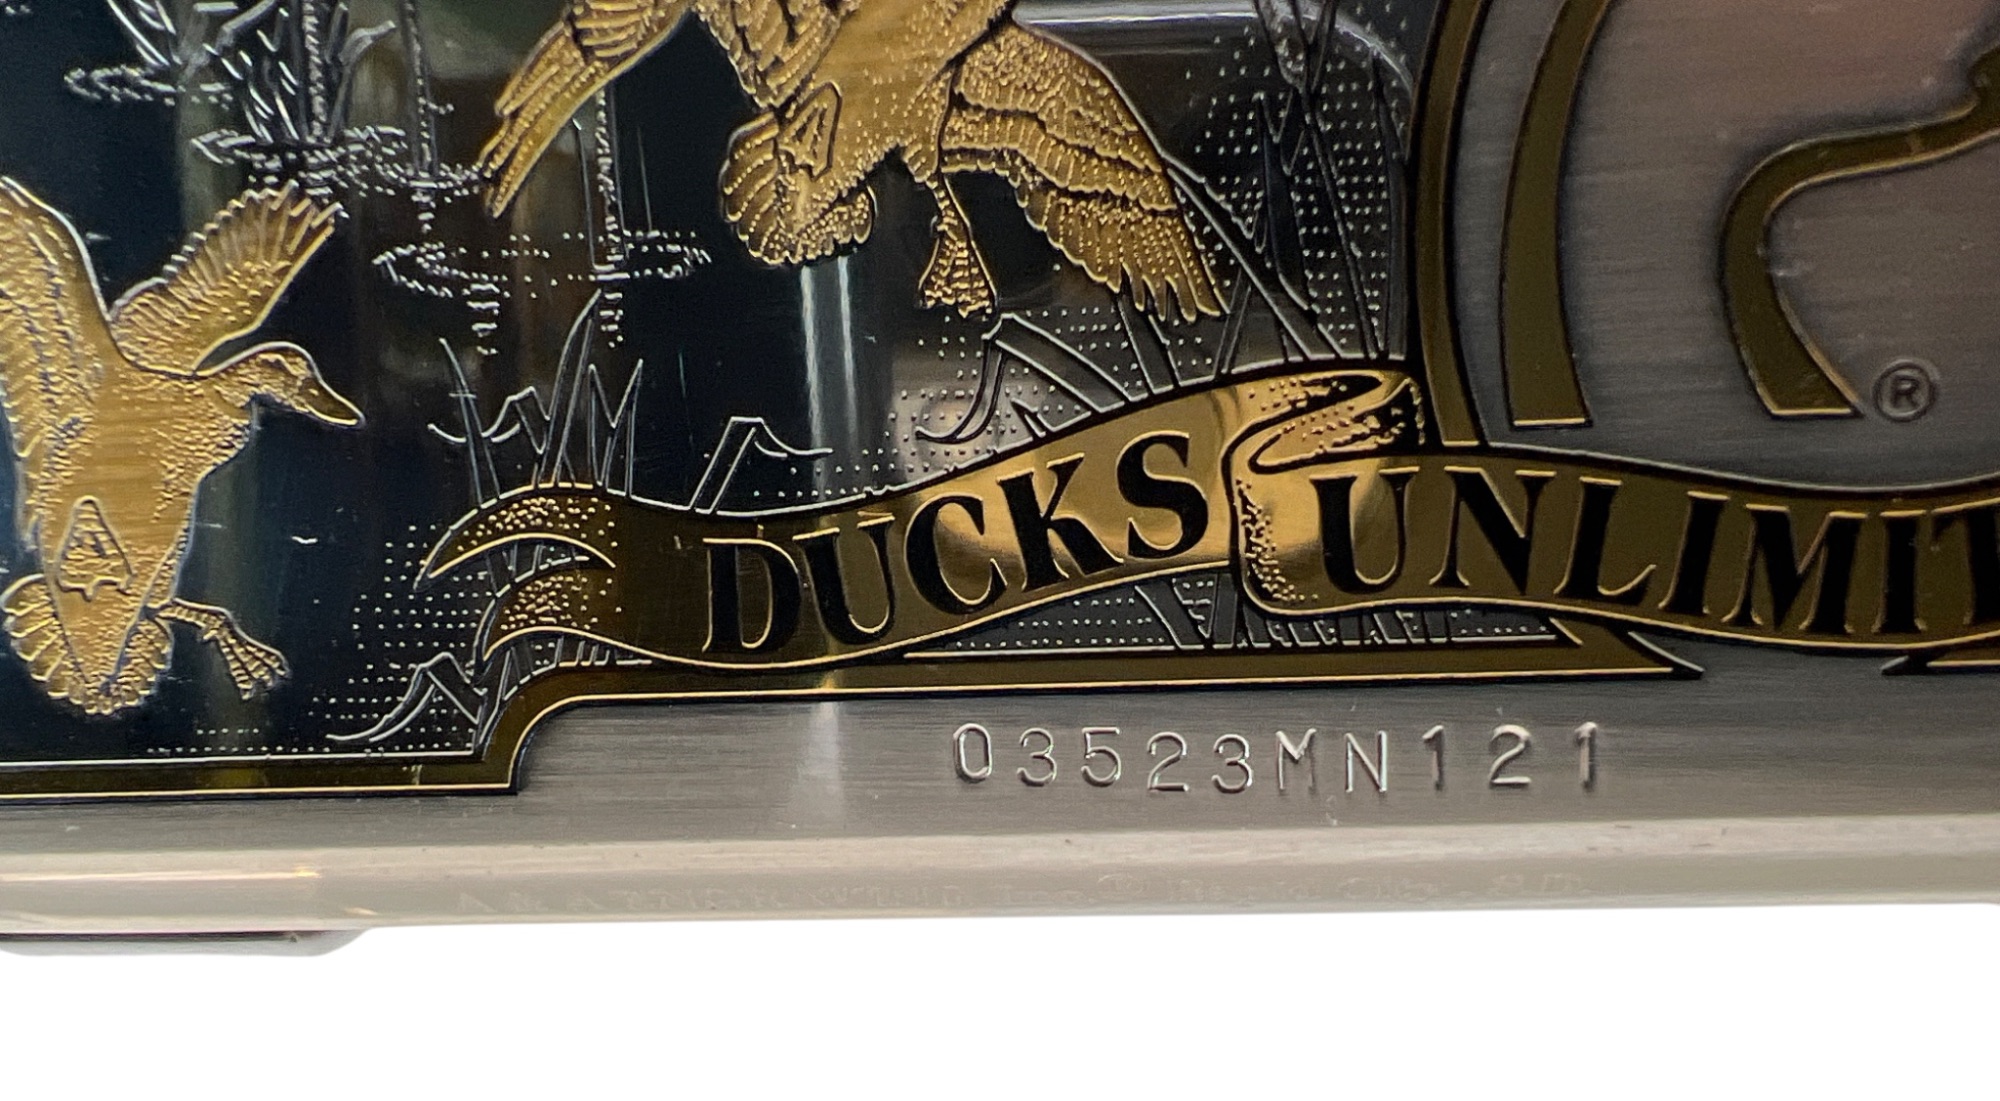 ®
DUCKS UNLIMIT
03523MN121